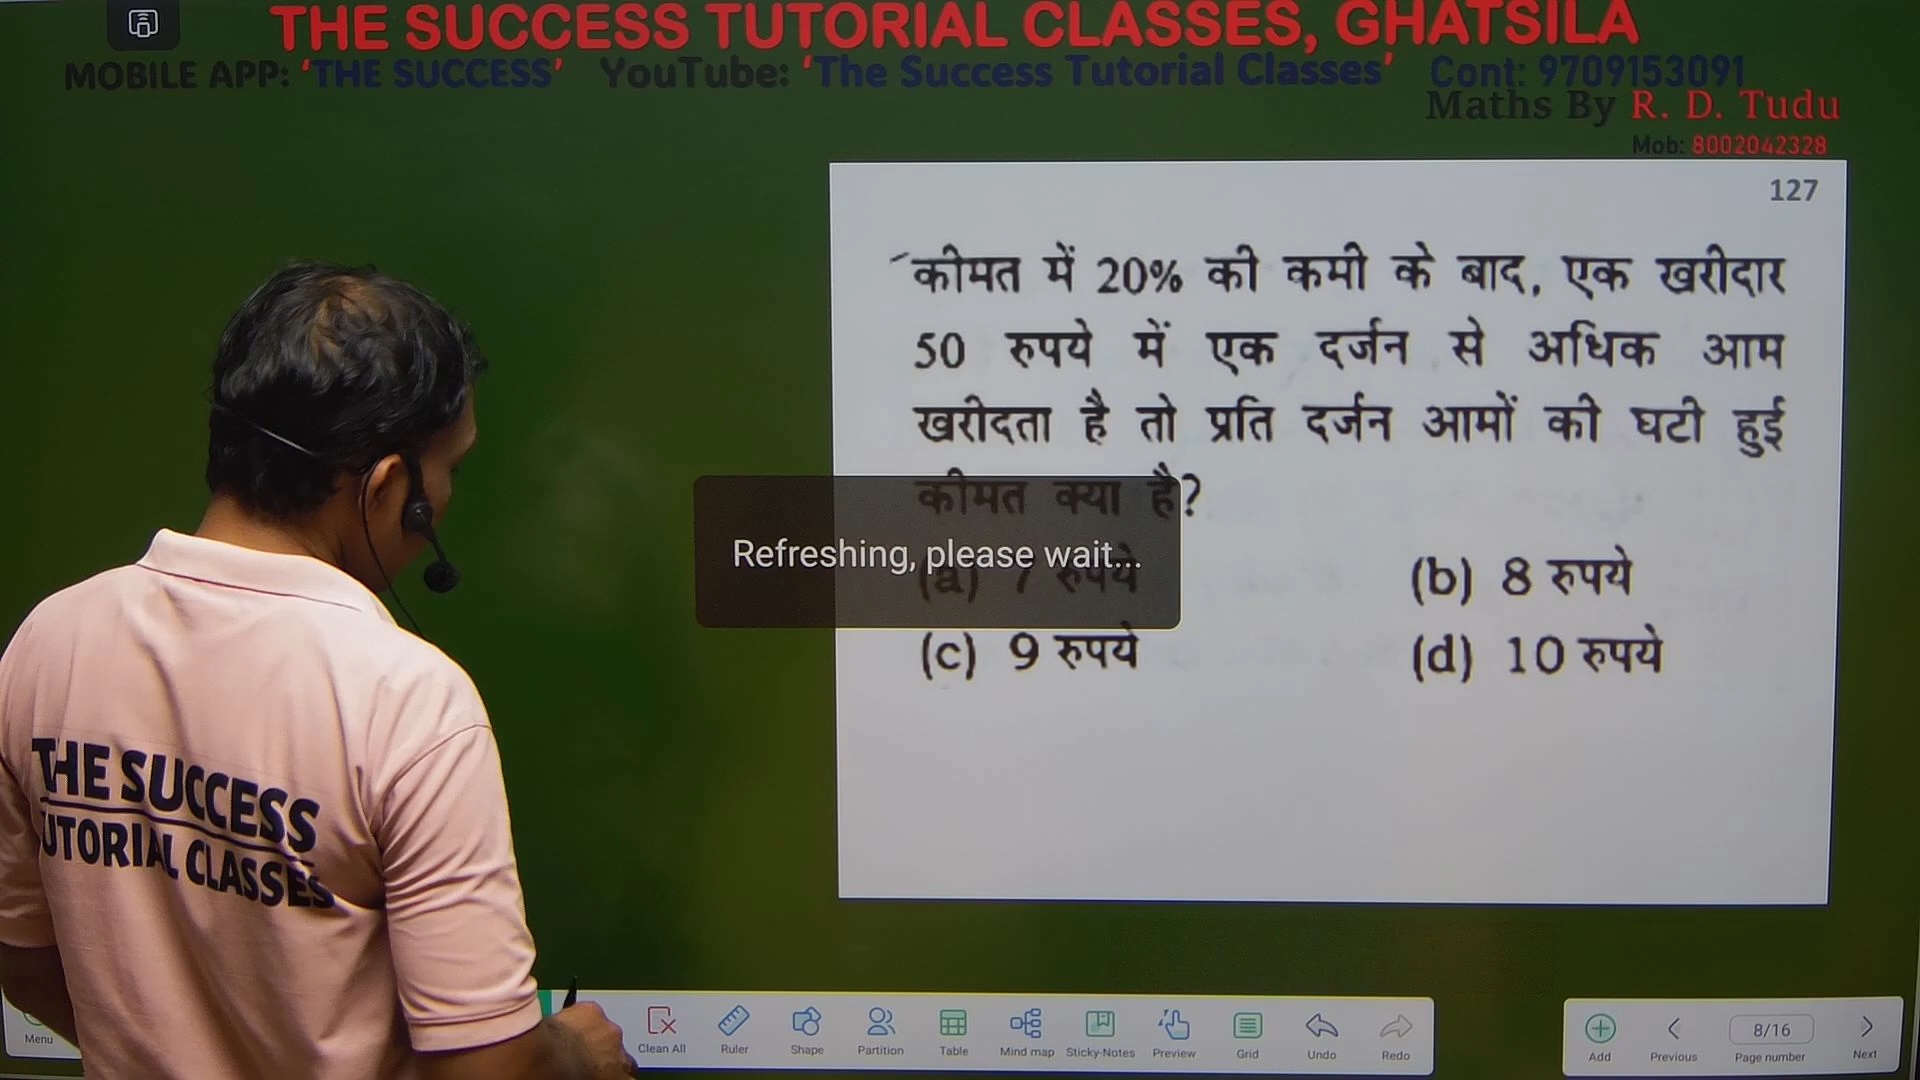 THE SUCCESS TUTORIAL CLASSES, GHATSILA
MOBILE APP: 'THE SUCCESS' YouTube: 'The Success Tutorial Classes' Cont: 9709153091
Maths By R. D. Tudu
Mob: 8002042328
127
कीमत में 20% की कमी के बाद, एक खरीदार
50 रुपये में एक दर्जन से अधिक आम
खरीदता है तो प्रति दर्जन आमों की घटी हुई
कीमत क्या है?
Refreshing, please wait...
(a) 7 रुपये (b) 8 रुपये
(c) 9 रुपये (d) 10 रुपये
THE SUCCESS
TUTORIAL CLASSES
Menu Clean All Ruler Shape Partition Table Mind map Sticky-Notes Preview Grid Undo Redo
8/16
Add Previous Page number Next